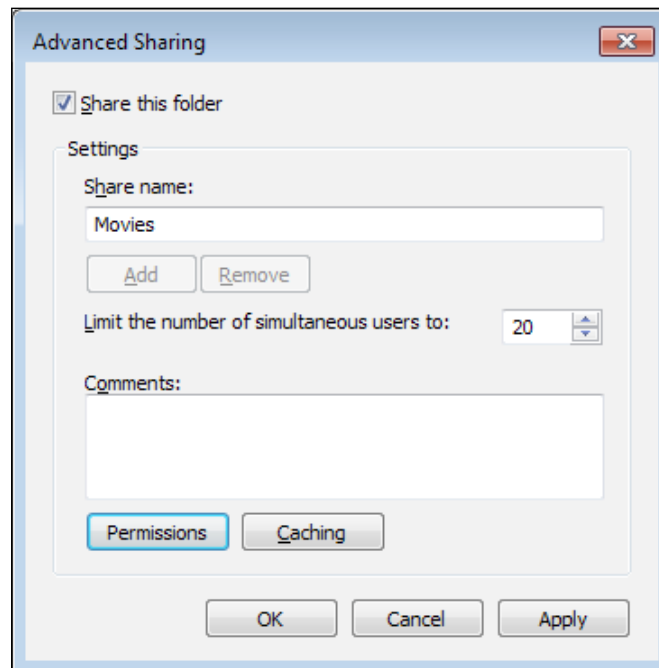 Advanced Sharing
Share this folder
Settings
Share name:
Movies
Add Remove
Limit the number of simultaneous users to: 20
Comments:
Permissions Caching
OK Cancel Apply